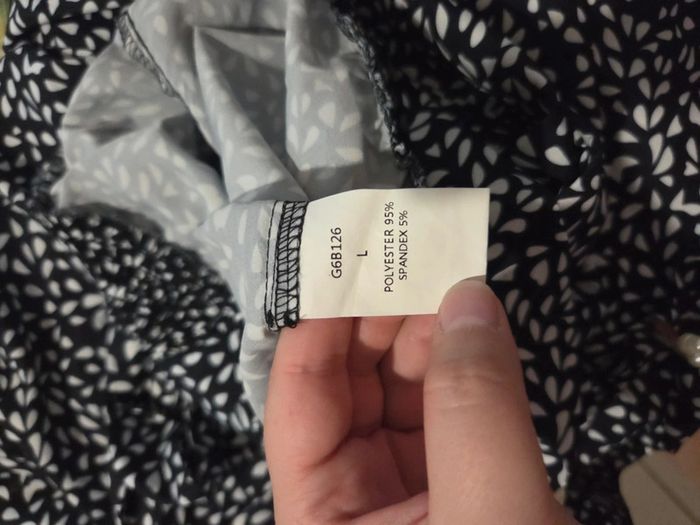 G6B126
L
POLYESTER 95%
SPANDEX 5%